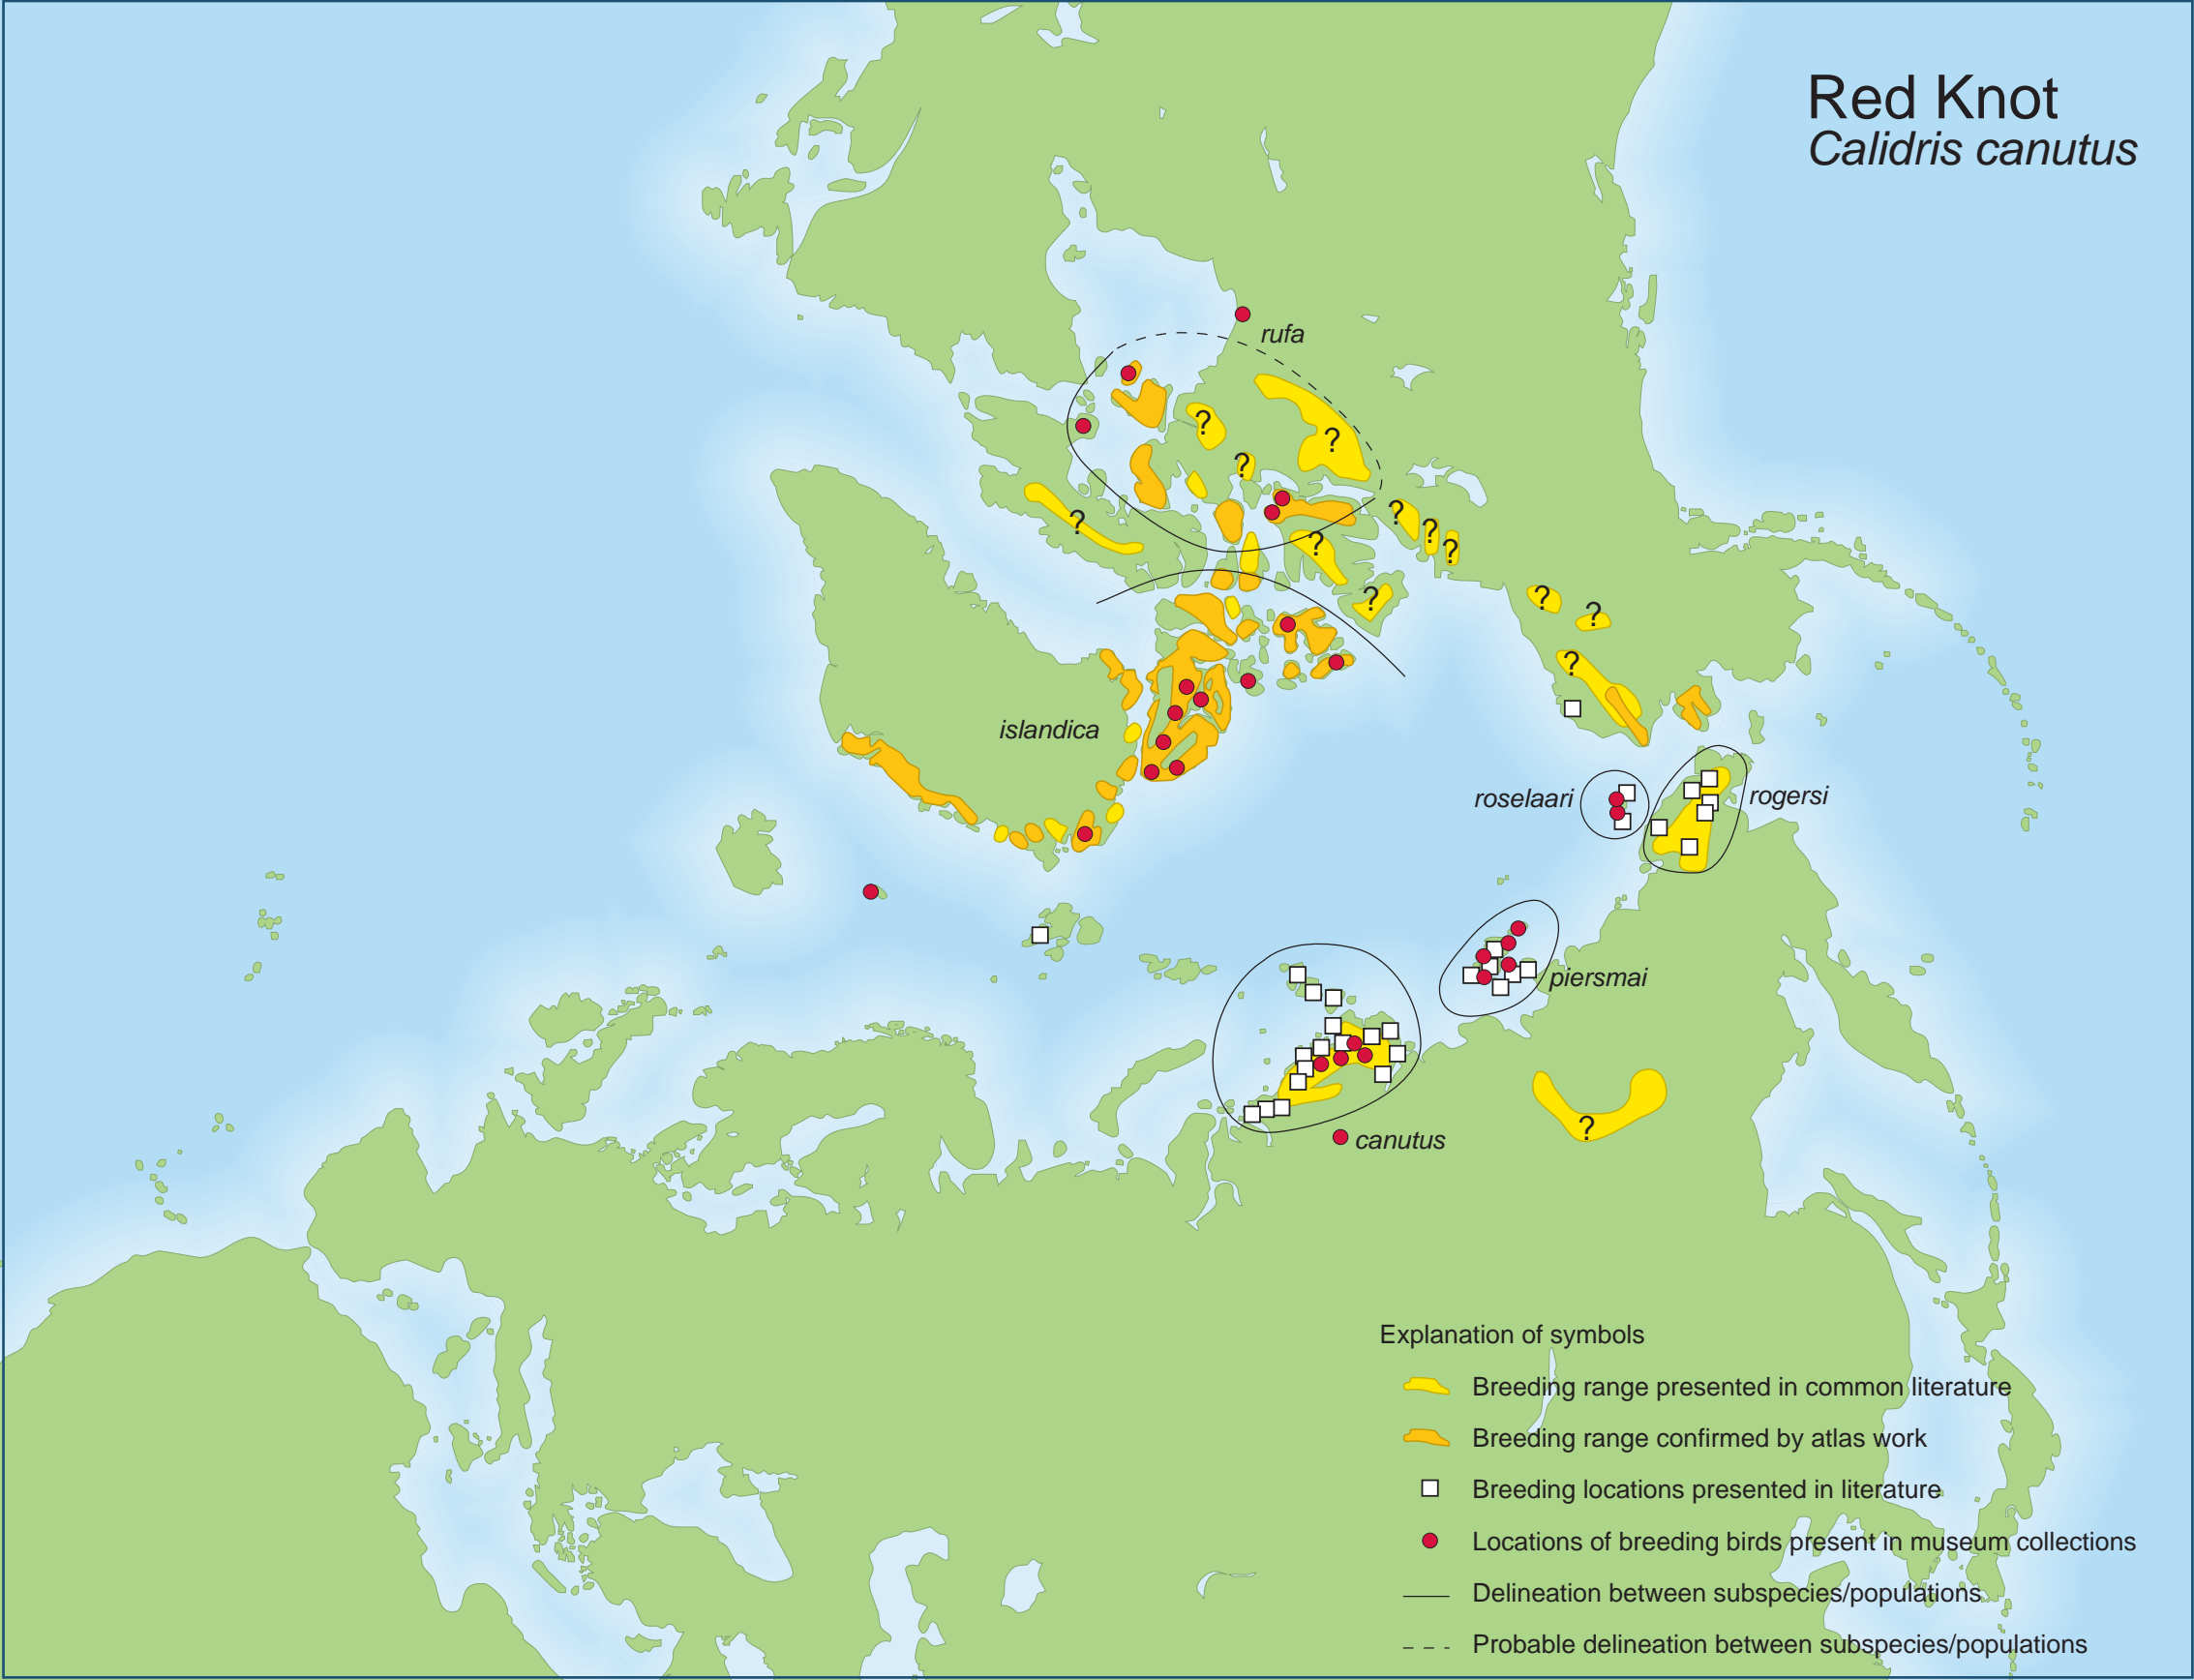 Red Knot
Calidris canutus
rufa
?
?
?
?
?
?
?
?
?
?
?
?
islandica
roselaari
rogersi
piersmai
?
canutus
Explanation of symbols
Breeding range presented in common literature
Breeding range confirmed by atlas work
Breeding locations presented in literature
Locations of breeding birds present in museum collections
Delineation between subspecies/populations
Probable delineation between subspecies/populations